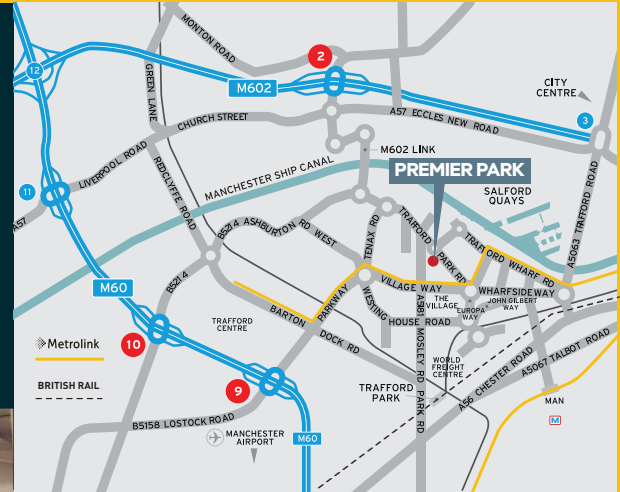 MONTON ROAD
2
12
GREEN LANE
M602
CITY
CENTRE
3
A57 ECCLES NEW ROAD
CHURCH STREET
M602 LINK
LIVERPOOL ROAD
REDCLYFFE ROAD
MANCHESTER SHIP CANAL
PREMIER PARK
SALFORD
QUAYS
11
A57
A5063 TRAFFORD ROAD
B5214 ASHBURTON RD WEST
TENAX RD
TRAFFORD
PARK RD
TRAFFORD WHARF RD
M60
B5214
VILLAGE WAY
WHARFSIDE WAY
THE
VILLAGE
EUROPA
WAY
JOHN GILBERT
WAY
PARKWAY
WESTING HOUSE ROAD
BARTON DOCK RD
TRAFFORD
CENTRE
A5081 MOSLEY RD PARK RD
Metrolink
10
BRITISH RAIL
WORLD
FREIGHT
CENTRE
A5067 TALBOT ROAD
A56 CHESTER ROAD
TRAFFORD
PARK
9
MAN
M
B5158 LOSTOCK ROAD
MANCHESTER
AIRPORT
M60